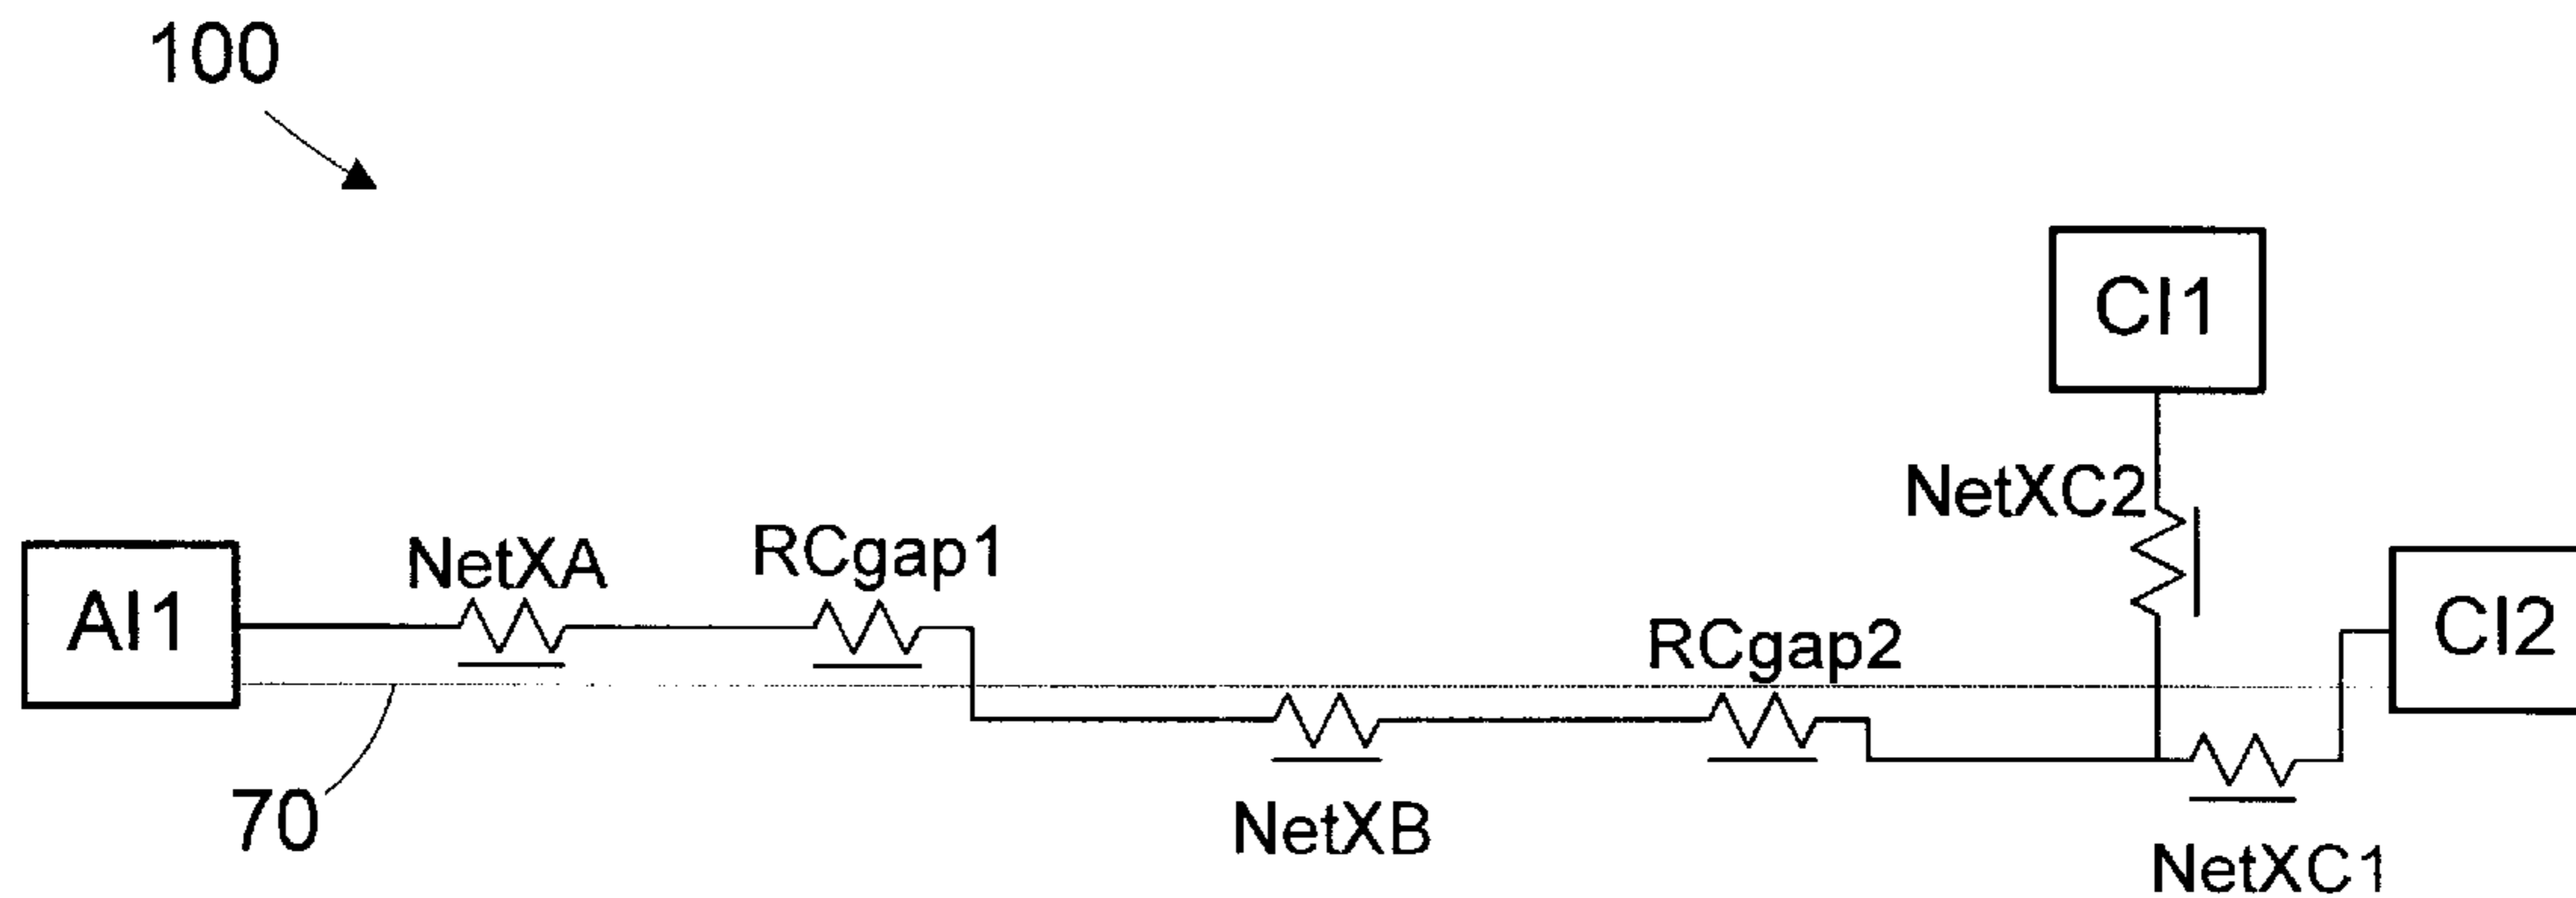 100
CI1
NetXC2
NetXA
RCgap1
AI1
RCgap2
CI2
70
NetXB
NetXC1